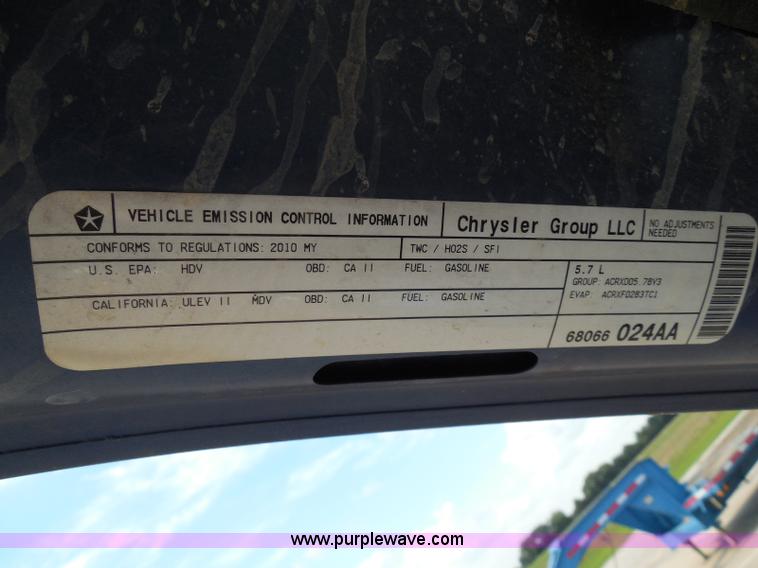 VEHICLE EMISSION CONTROL INFORMATION Chrysler Group LLC NO ADJUSTMENTS NEEDED
CONFORMS TO REGULATIONS: 2010 MY TWC / HO2S / SFI
U.S. EPA: HDV OBD: CA II FUEL: GASOLINE
CALIFORNIA: ULEV II MDV OBD: CA II FUEL: GASOLINE
5.7 L
GROUP: ACRXD05.78V3
EVAP: ACRXF0283TC1
68066 024AA
www.purplewave.com